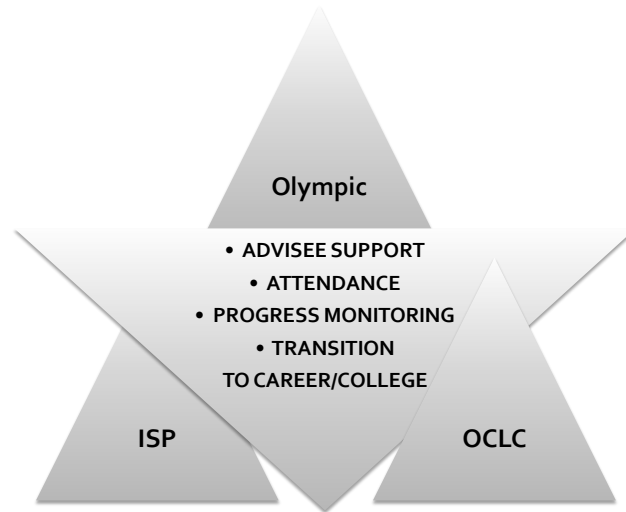 Olympic
• ADVISEE SUPPORT
• ATTENDANCE
• PROGRESS MONITORING
• TRANSITION
TO CAREER/COLLEGE
ISP
OCLC